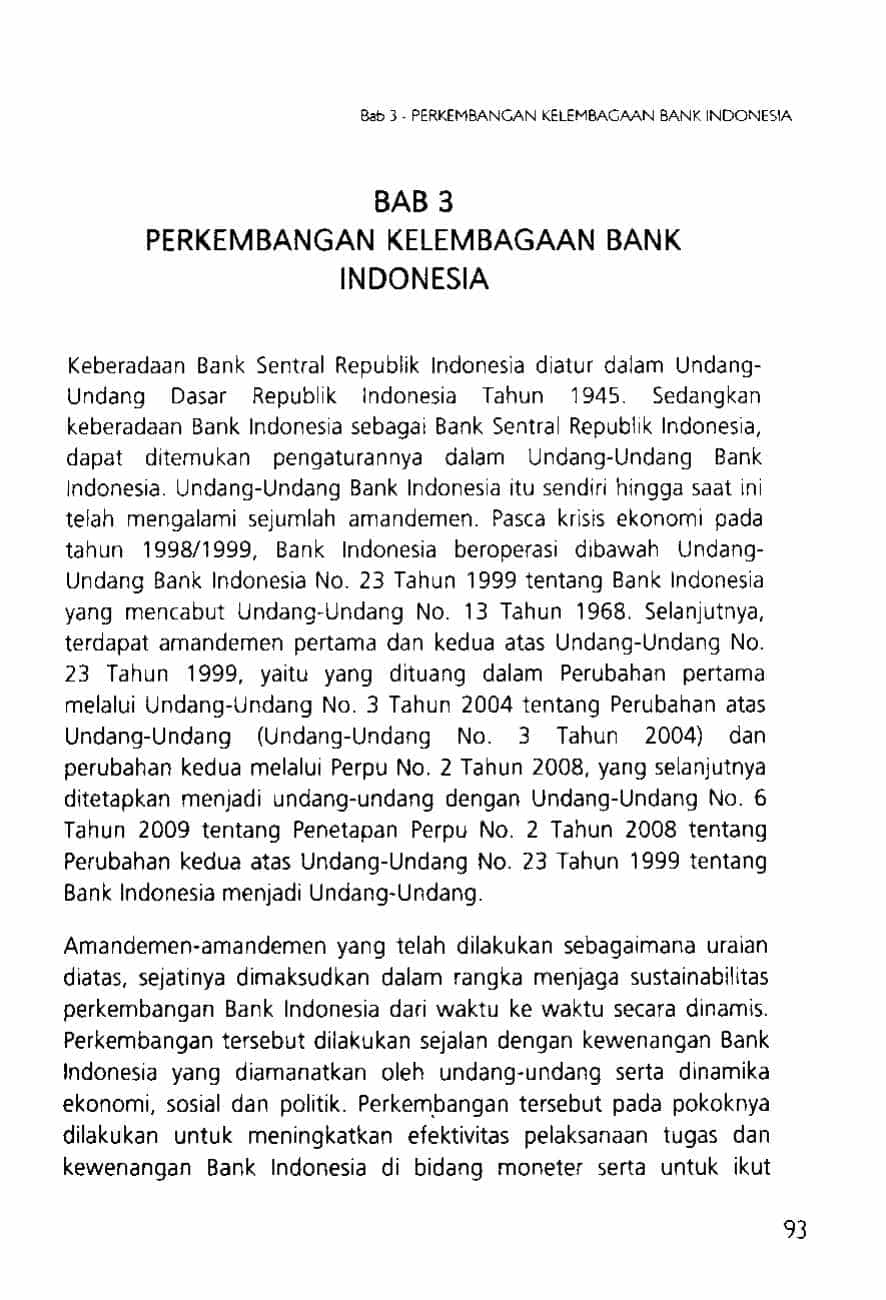 Bab 3 - PERKEMBANGAN KELEMBAGAAN BANK INDONESIA
BAB 3
PERKEMBANGAN KELEMBAGAAN BANK
INDONESIA
Keberadaan Bank Sentral Republik Indonesia diatur dalam Undang-
Undang Dasar Republik Indonesia Tahun 1945. Sedangkan
keberadaan Bank Indonesia sebagai Bank Sentral Republik Indonesia,
dapat ditemukan pengaturannya dalam Undang-Undang Bank
Indonesia. Undang-Undang Bank Indonesia itu sendiri hingga saat ini
telah mengalami sejumlah amandemen. Pasca krisis ekonomi pada
tahun 1998/1999, Bank Indonesia beroperasi dibawah Undang-
Undang Bank Indonesia No. 23 Tahun 1999 tentang Bank Indonesia
yang mencabut Undang-Undang No. 13 Tahun 1968. Selanjutnya,
terdapat amandemen pertama dan kedua atas Undang-Undang No.
23 Tahun 1999, yaitu yang dituang dalam Perubahan pertama
melalui Undang-Undang No. 3 Tahun 2004 tentang Perubahan atas
Undang-Undang (Undang-Undang No. 3 Tahun 2004) dan
perubahan kedua melalui Perpu No. 2 Tahun 2008, yang selanjutnya
ditetapkan menjadi undang-undang dengan Undang-Undang No. 6
Tahun 2009 tentang Penetapan Perpu No. 2 Tahun 2008 tentang
Perubahan kedua atas Undang-Undang No. 23 Tahun 1999 tentang
Bank Indonesia menjadi Undang-Undang.
Amandemen-amandemen yang telah dilakukan sebagaimana uraian
diatas, sejatinya dimaksudkan dalam rangka menjaga sustainabilitas
perkembangan Bank Indonesia dari waktu ke waktu secara dinamis.
Perkembangan tersebut dilakukan sejalan dengan kewenangan Bank
Indonesia yang diamanatkan oleh undang-undang serta dinamika
ekonomi, sosial dan politik. Perkembangan tersebut pada pokoknya
dilakukan untuk meningkatkan efektivitas pelaksanaan tugas dan
kewenangan Bank Indonesia di bidang moneter serta untuk ikut
93